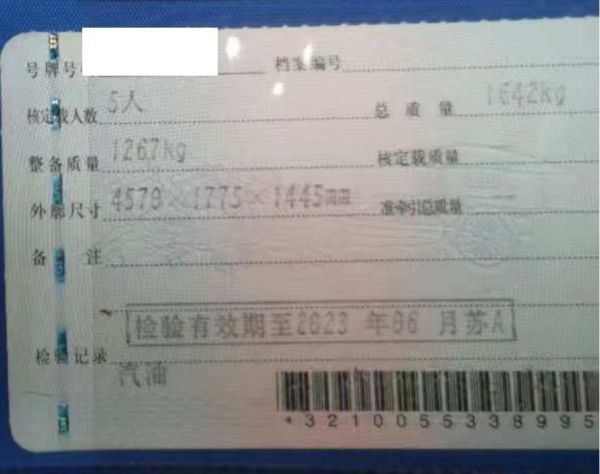 号牌号
档案编号
核定载人数 5人 总质量 1642kg
整备质量 1267kg 核定载质量
外廓尺寸 4570×1775×1445mm 准牵引总质量 --
备注
检验有效期至2023年06月苏A
检验记录
汽油
*3210055338995